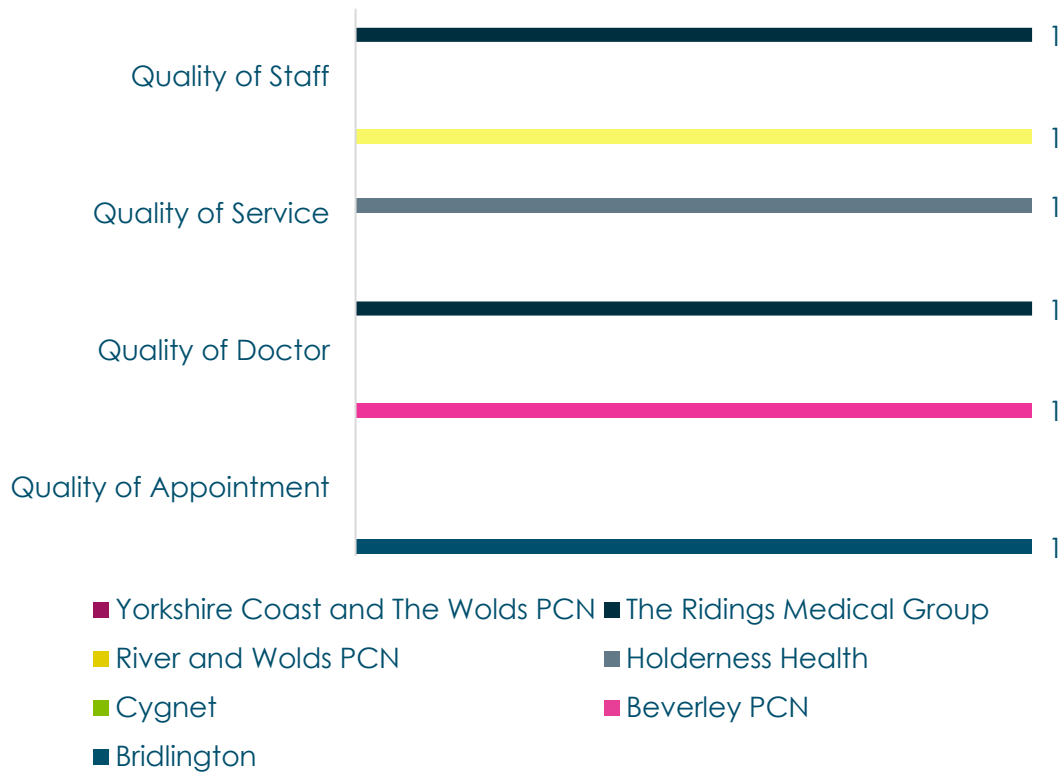 1
Quality of Staff
1
Quality of Service
1
1
Quality of Doctor
1
Quality of Appointment
1
Yorkshire Coast and The Wolds PCN The Ridings Medical Group
River and Wolds PCN Holderness Health
Cygnet Beverley PCN
Bridlington